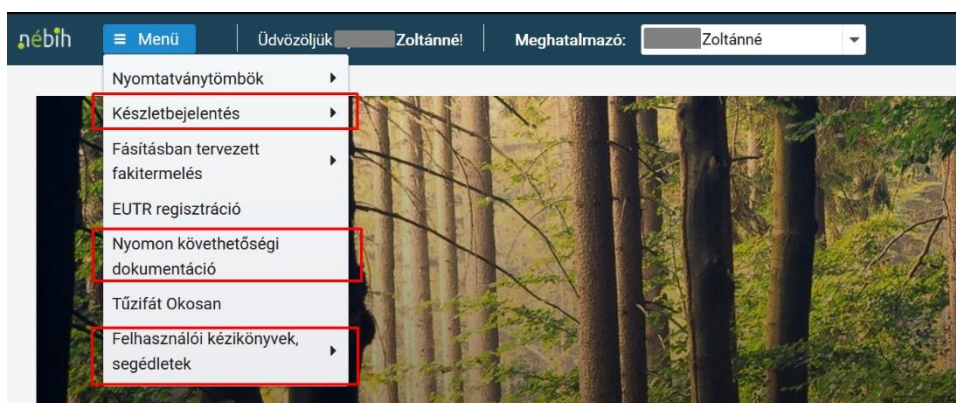 nébih
Menü
Üdvözöljük Zoltánné!
Meghatalmazó:
Zoltánné
Nyomtatványtömbök
Készletbejelentés
Fásításban tervezett
fakitermelés
EUTR regisztráció
Nyomon követhetőségi
dokumentáció
Tűzifát Okosan
Felhasználói kézikönyvek,
segédletek